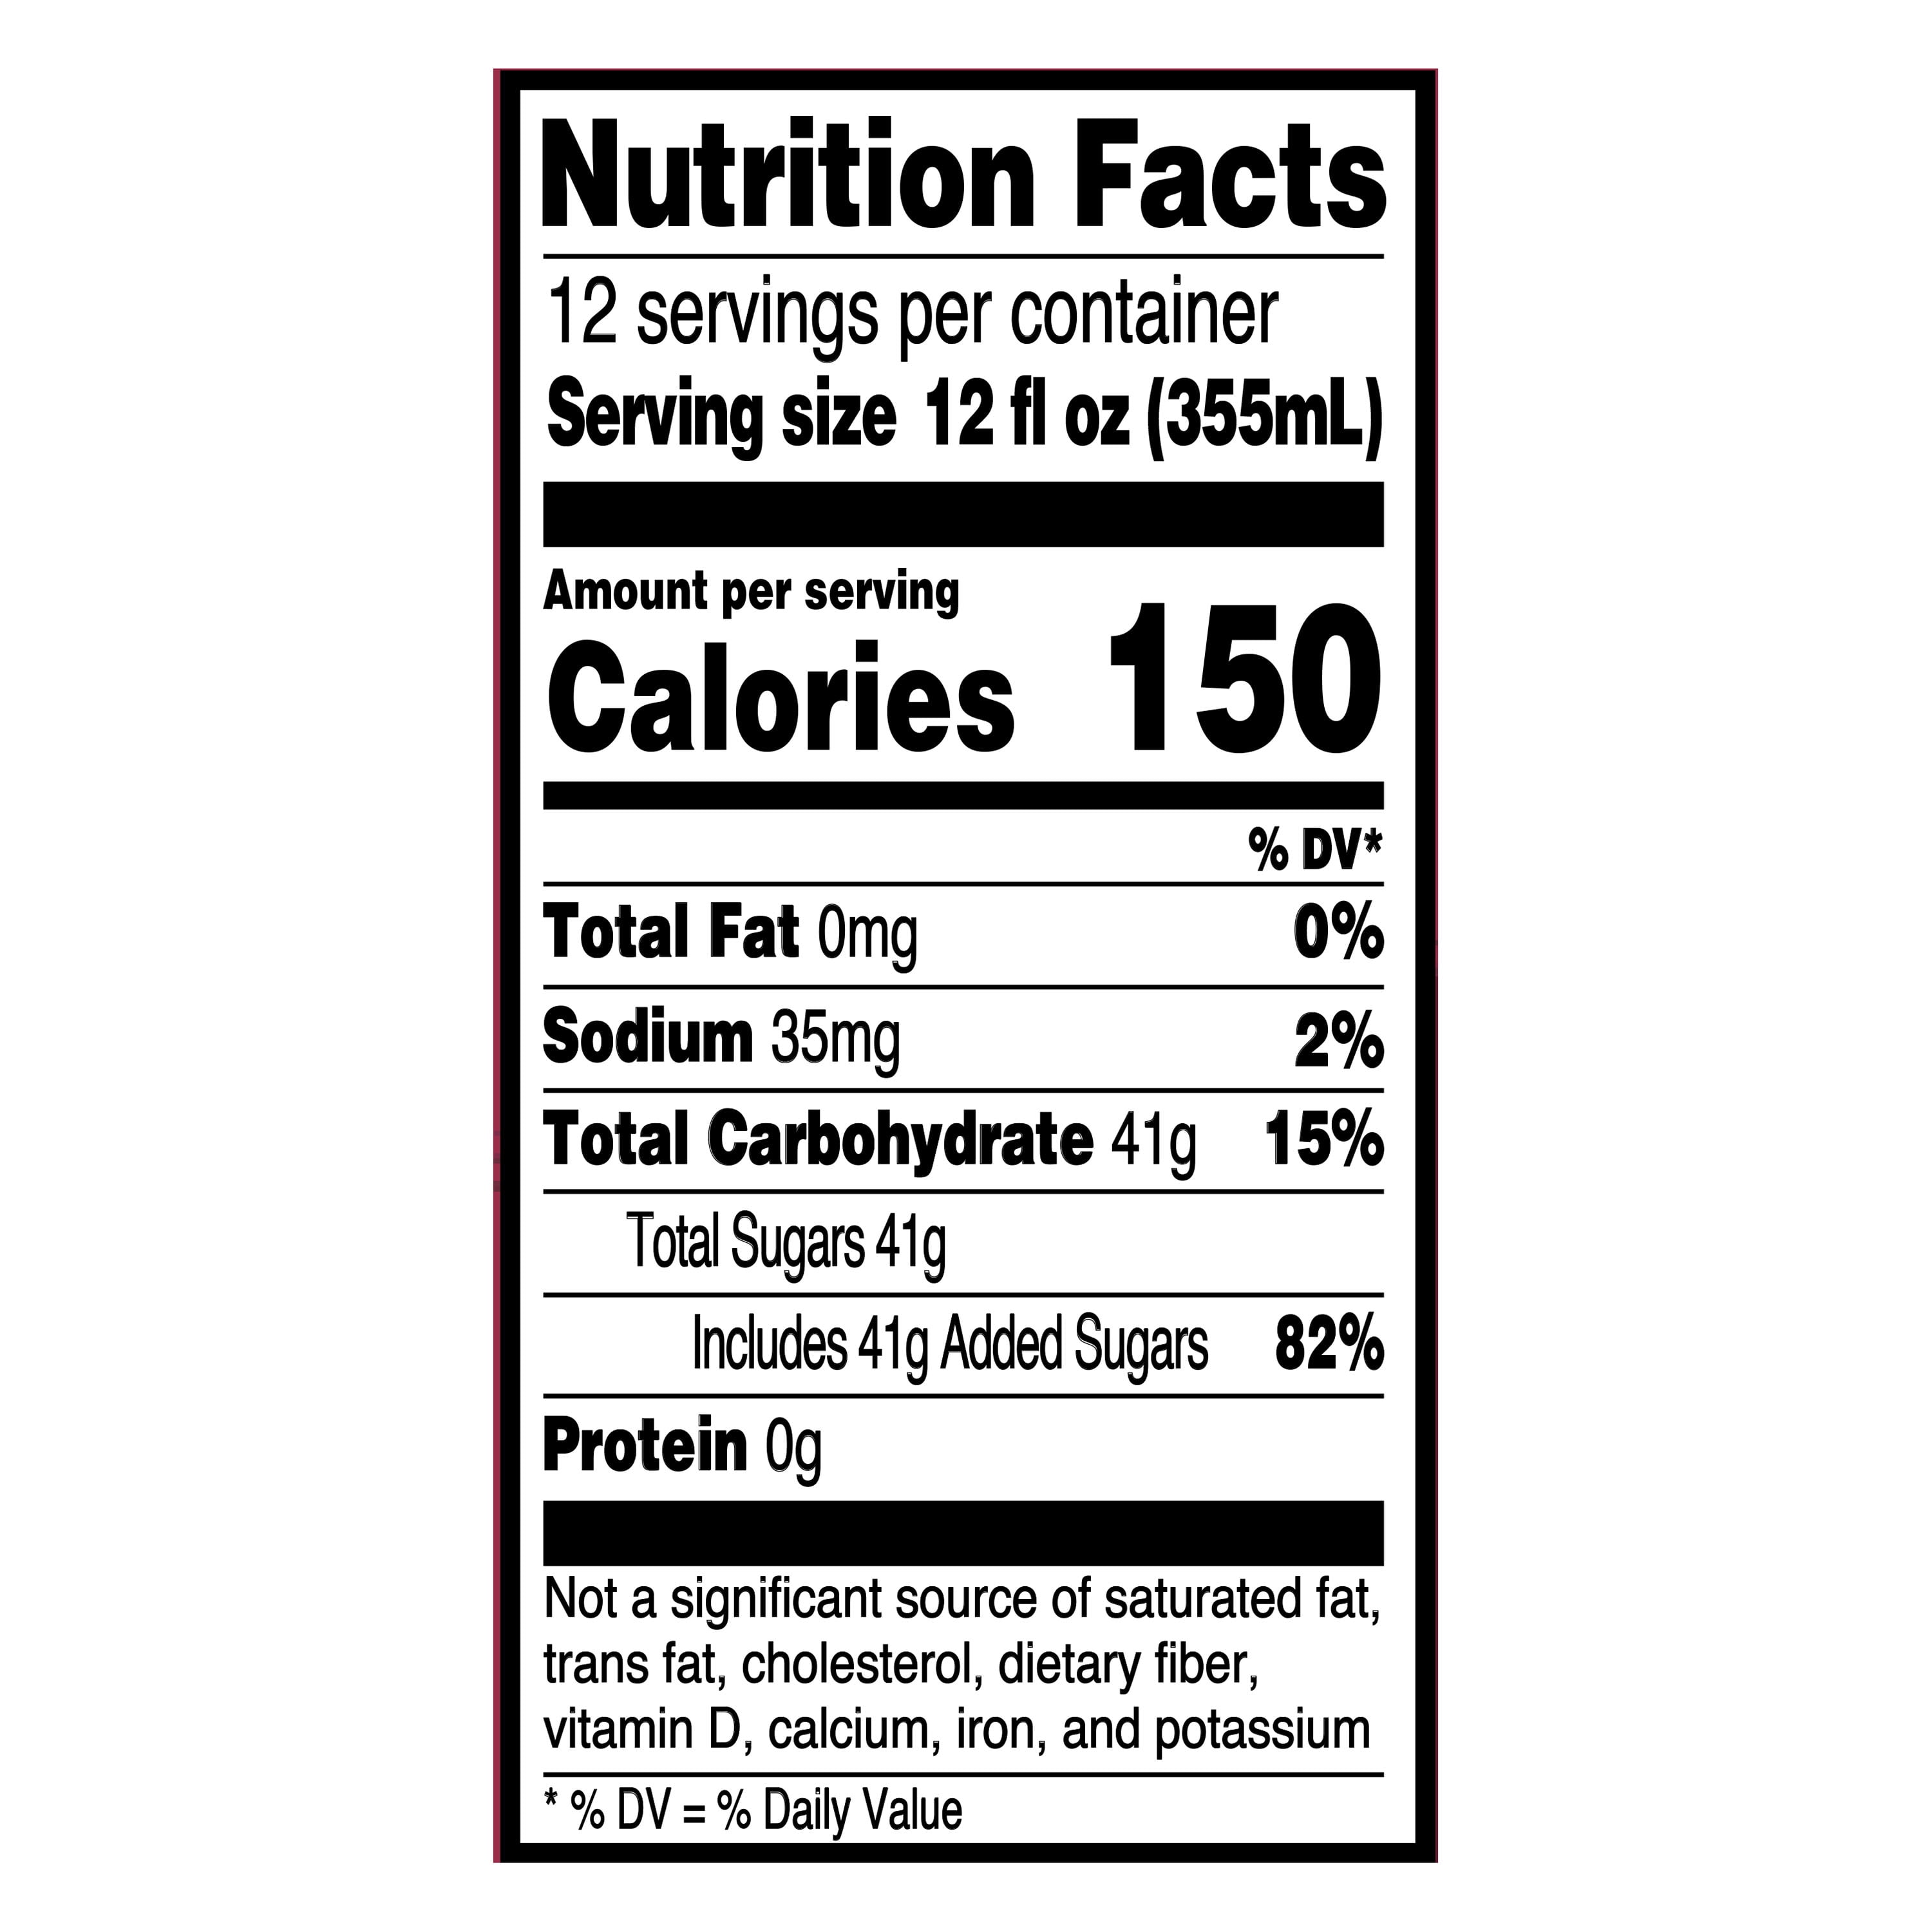 Nutrition Facts
12 servings per container
Serving size 12 fl oz (355mL)
Amount per serving
Calories 150
% DV*
Total Fat 0mg 0%
Sodium 35mg 2%
Total Carbohydrate 41g 15%
Total Sugars 41g
Includes 41g Added Sugars 82%
Protein 0g
Not a significant source of saturated fat,
trans fat, cholesterol, dietary fiber,
vitamin D, calcium, iron, and potassium
* % DV = % Daily Value